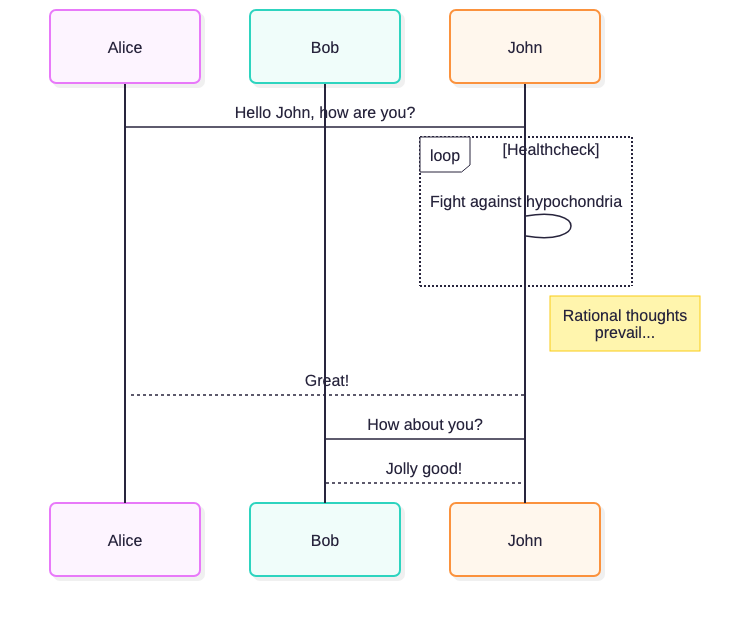 Alice
Bob
John
Hello John, how are you?
loop
[Healthcheck]
Fight against hypochondria
Rational thoughts
prevail...
Great!
How about you?
Jolly good!
Alice
Bob
John